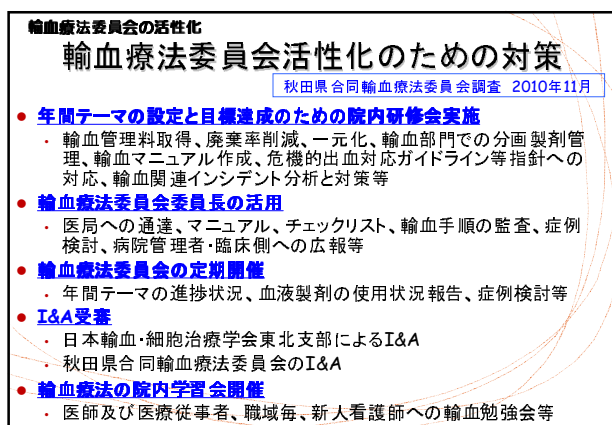 輸血療法委員会の活性化
輸血療法委員会活性化のための対策
秋田県合同輸血療法委員会調査 2010年11月
• 年間テーマの設定と目標達成のための院内研修会実施
・ 輸血管理料取得、廃棄率削減、一元化、輸血部門での分画製剤管
理、輸血マニュアル作成、危機的出血対応ガイドライン等指針への
対応、輸血関連インシデント分析と対策等
• 輸血療法委員会委員長の活用
・ 医局への通達、マニュアル、チェックリスト、輸血手順の監査、症例
検討、病院管理者・臨床側への広報等
• 輸血療法委員会の定期開催
・ 年間テーマの進捗状況、血液製剤の使用状況報告、症例検討等
• I&A受審
・ 日本輸血・細胞治療学会東北支部によるI&A
・ 秋田県合同輸血療法委員会のI&A
• 輸血療法の院内学習会開催
・ 医師及び医療従事者、職域毎、新人看護師への輸血勉強会等